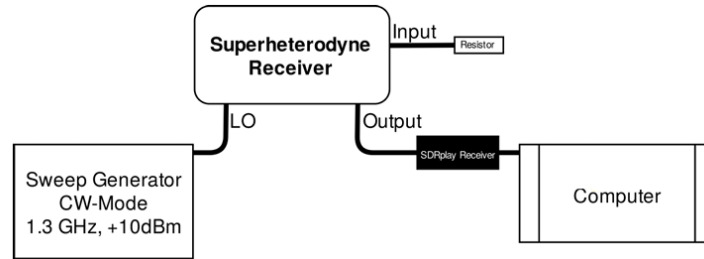 Superheterodyne
Receiver
Input
Resistor
LO
Output
SDRplay Receiver
Sweep Generator
CW-Mode
1.3 GHz, +10dBm
Computer